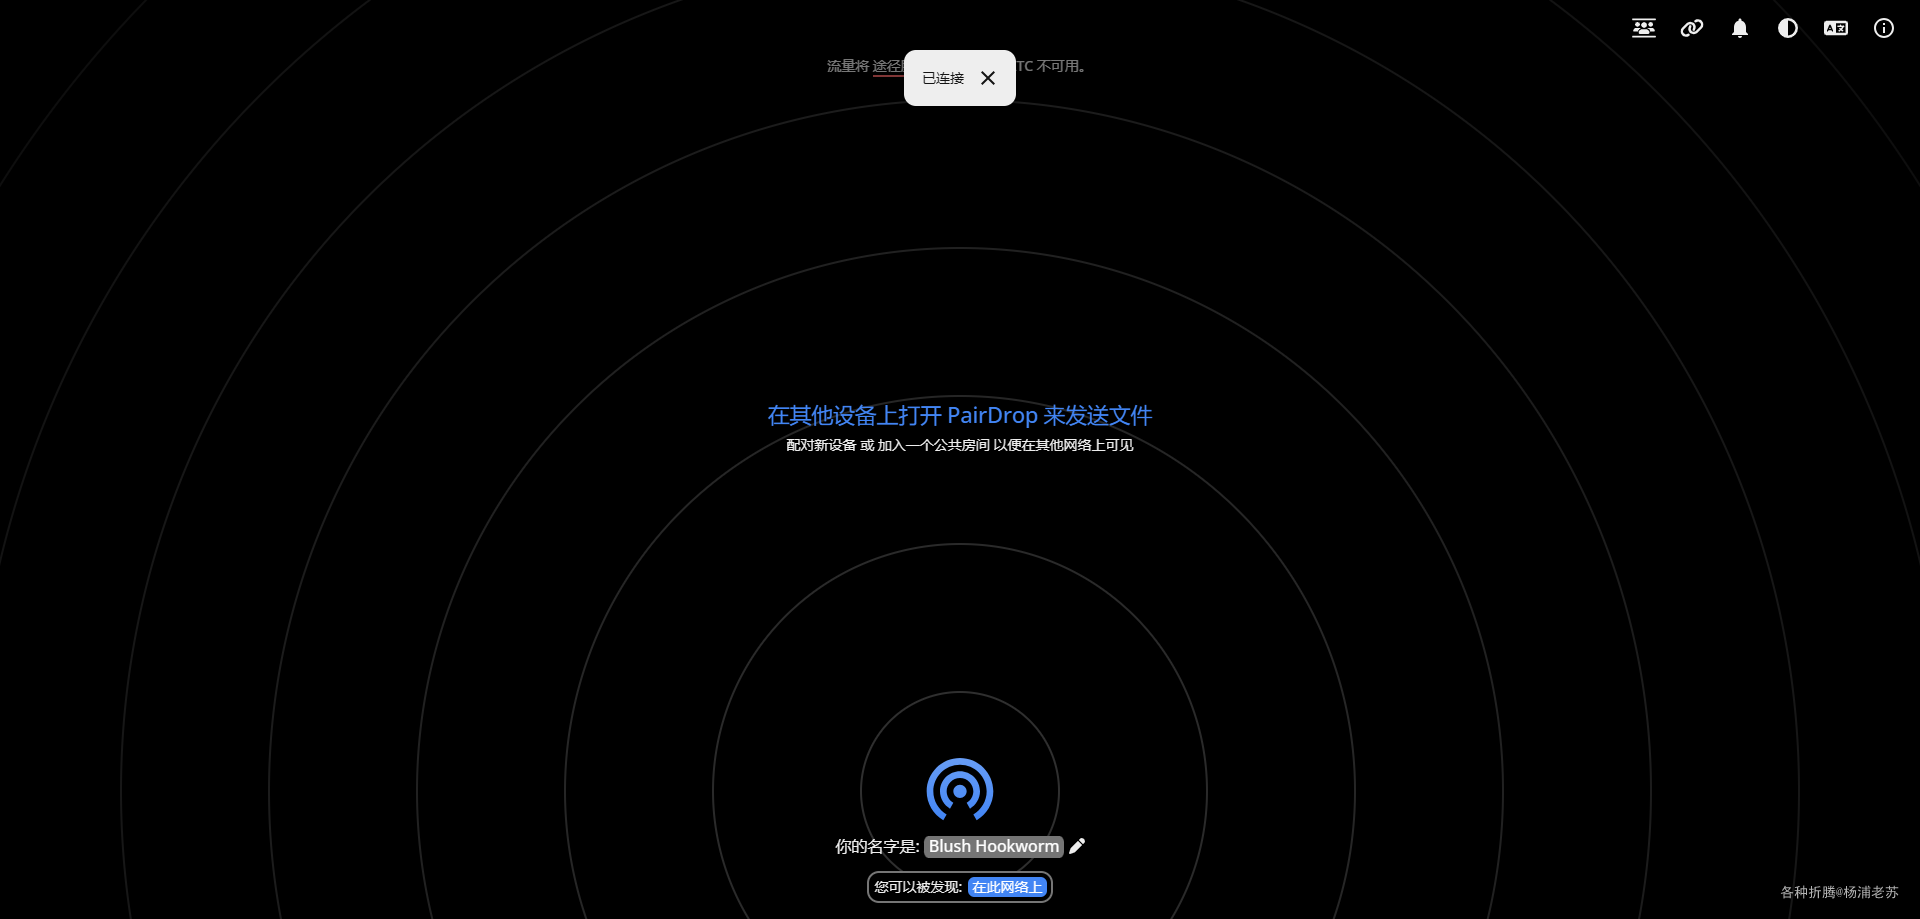 流量将 途径 TC 不可用。
已连接
在其他设备上打开 PairDrop 来发送文件
配对新设备 或 加入一个公共房间 以便在其他网络上可见
你的名字是: Blush Hookworm
您可以被发现: 在此网络上
各种折腾@杨浦老苏